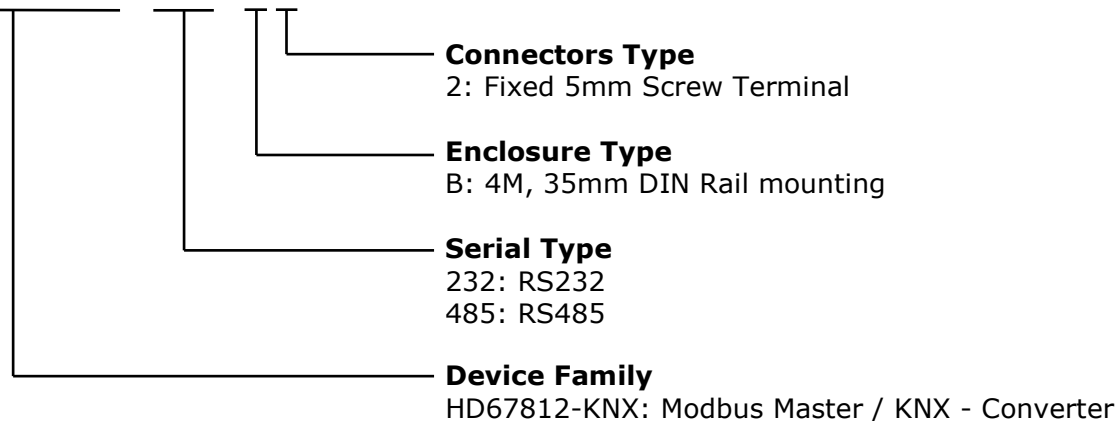 Connectors Type
2: Fixed 5mm Screw Terminal
Enclosure Type
B: 4M, 35mm DIN Rail mounting
Serial Type
232: RS232
485: RS485
Device Family
HD67812-KNX: Modbus Master / KNX - Converter